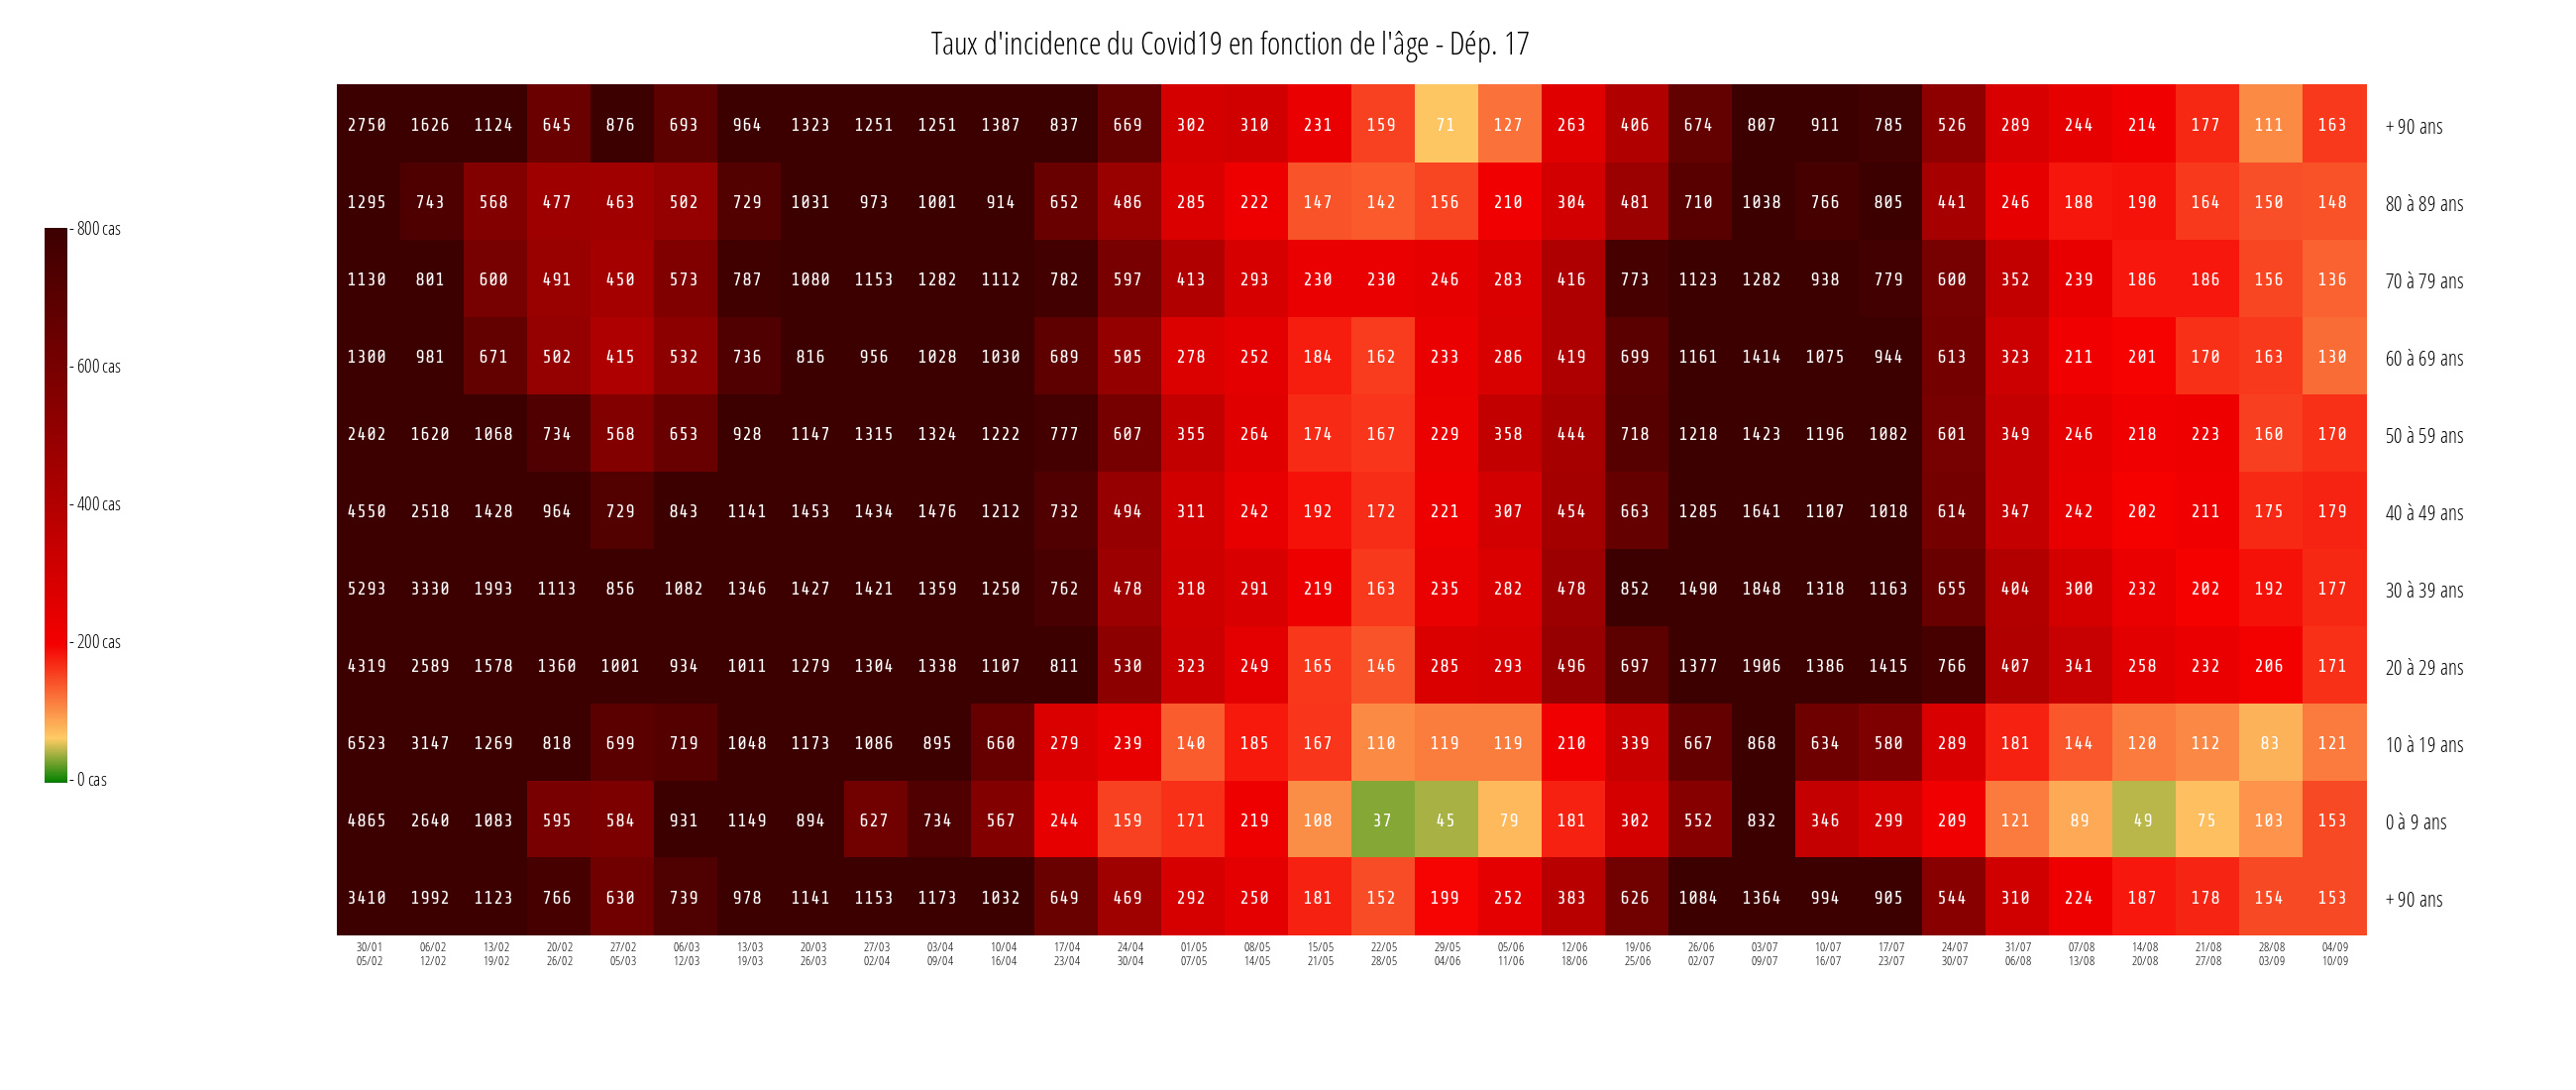 Taux d'incidence du Covid19 en fonction de l'âge - Dép. 17
- 800 cas
- 600 cas
- 400 cas
- 200 cas
- 0 cas
2750 1626 1124 645 876 693 964 1323 1251 1251 1387 837 669 302 310 231 159 71 127 263 406 674 807 911 785 526 289 244 214 177 111 163 + 90 ans
1295 743 568 477 463 502 729 1031 973 1001 914 652 486 285 222 147 142 156 210 304 481 710 1038 766 805 441 246 188 190 164 150 148 80 à 89 ans
1130 801 600 491 450 573 787 1080 1153 1282 1112 782 597 413 293 230 230 246 283 416 773 1123 1282 938 779 600 352 239 186 186 156 136 70 à 79 ans
1300 981 671 502 415 532 736 816 956 1028 1030 689 505 278 252 184 162 233 286 419 699 1161 1414 1075 944 613 323 211 201 170 163 130 60 à 69 ans
2402 1620 1068 734 568 653 928 1147 1315 1324 1222 777 607 355 264 174 167 229 358 444 718 1218 1423 1196 1082 601 349 246 218 223 160 170 50 à 59 ans
4550 2518 1428 964 729 843 1141 1453 1434 1476 1212 732 494 311 242 192 172 221 307 454 663 1285 1641 1107 1018 614 347 242 202 211 175 179 40 à 49 ans
5293 3330 1993 1113 856 1082 1346 1427 1421 1359 1250 762 478 318 291 219 163 235 282 478 852 1490 1848 1318 1163 655 404 300 232 202 192 177 30 à 39 ans
4319 2589 1578 1360 1001 934 1011 1279 1304 1338 1107 811 530 323 249 165 146 285 293 496 697 1377 1906 1386 1415 766 407 341 258 232 206 171 20 à 29 ans
6523 3147 1269 818 699 719 1048 1173 1086 895 660 279 239 140 185 167 110 119 119 210 339 667 868 634 580 289 181 144 120 112 83 121 10 à 19 ans
4865 2640 1083 595 584 931 1149 894 627 734 567 244 159 171 219 108 37 45 79 181 302 552 832 346 299 209 121 89 49 75 103 153 0 à 9 ans
3410 1992 1123 766 630 739 978 1141 1153 1173 1032 649 469 292 250 181 152 199 252 383 626 1084 1364 994 905 544 310 224 187 178 154 153 + 90 ans
30/01 06/02 13/02 20/02 27/02 06/03 13/03 20/03 27/03 03/04 10/04 17/04 24/04 01/05 08/05 15/05 22/05 29/05 05/06 12/06 19/06 26/06 03/07 10/07 17/07 24/07 31/07 07/08 14/08 21/08 28/08 04/09
05/02 12/02 19/02 26/02 05/03 12/03 19/03 26/03 02/04 09/04 16/04 23/04 30/04 07/05 14/05 21/05 28/05 04/06 11/06 18/06 25/06 02/07 09/07 16/07 23/07 30/07 06/08 13/08 20/08 27/08 03/09 10/09